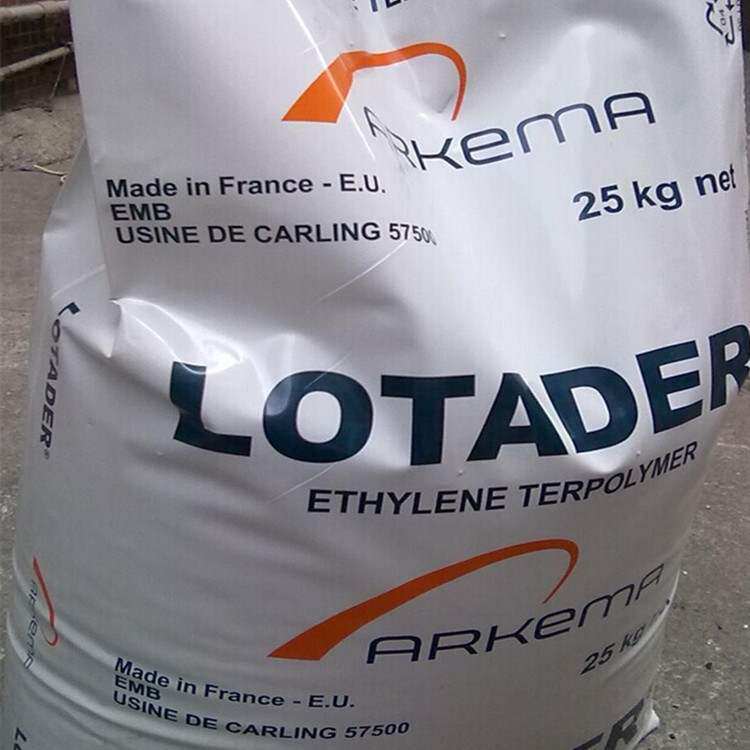 ARKEMA
Made in France - E.U.
EMB
USINE DE CARLING 57500
25 kg net
LOTADER®
LOTADER
ETHYLENE TERPOLYMER
ARKEMA
ARKEMA
25 kg
Made in France - E.U.
EMB
USINE DE CARLING 57500